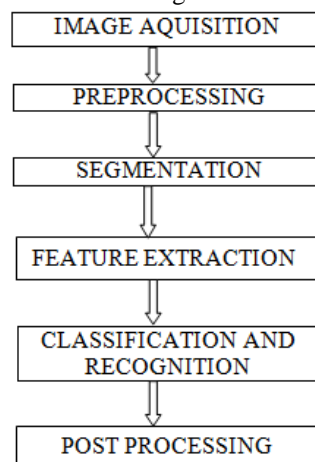 IMAGE AQUISITION
PREPROCESSING
SEGMENTATION
FEATURE EXTRACTION
CLASSIFICATION AND
RECOGNITION
POST PROCESSING